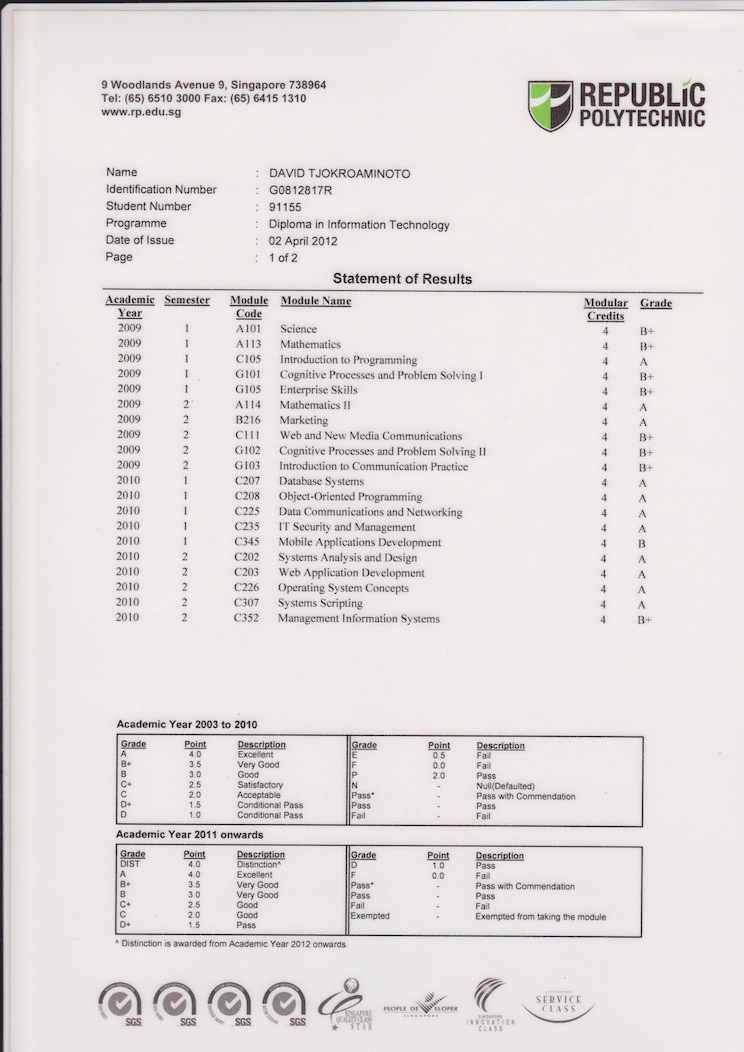 9 Woodlands Avenue 9, Singapore 738964
Tel: (65) 6510 3000 Fax: (65) 6415 1310
www.rp.edu.sg
REPUBLIC
POLYTECHNIC
Name : DAVID TJOKROAMINOTO
Identification Number : G0812817R
Student Number : 91155
Programme : Diploma in Information Technology
Date of Issue : 02 April 2012
Page : 1 of 2
Statement of Results
Academic Year Semester Module Code Module Name Modular Credits Grade
2009 1 A101 Science 4 B+
2009 1 A113 Mathematics 4 B+
2009 1 C105 Introduction to Programming 4 A
2009 1 G101 Cognitive Processes and Problem Solving I 4 B+
2009 1 G105 Enterprise Skills 4 B+
2009 2 A114 Mathematics II 4 A
2009 2 B216 Marketing 4 A
2009 2 C111 Web and New Media Communications 4 B+
2009 2 G102 Cognitive Processes and Problem Solving II 4 B+
2009 2 G103 Introduction to Communication Practice 4 B+
2010 1 C207 Database Systems 4 A
2010 1 C208 Object-Oriented Programming 4 A
2010 1 C225 Data Communications and Networking 4 A
2010 1 C235 IT Security and Management 4 A
2010 1 C345 Mobile Applications Development 4 B
2010 2 C202 Systems Analysis and Design 4 A
2010 2 C203 Web Application Development 4 A
2010 2 C226 Operating System Concepts 4 A
2010 2 C307 Systems Scripting 4 A
2010 2 C352 Management Information Systems 4 B+
Academic Year 2003 to 2010
Grade Point Description Grade Point Description
A 4.0 Excellent E 0.5 Fail
B+ 3.5 Very Good F 0.0 Fail
B 3.0 Good P 2.0 Pass
C+ 2.5 Satisfactory N - Null(Defaulted)
C 2.0 Acceptable Pass* - Pass with Commendation
D+ 1.5 Conditional Pass Pass - Pass
D 1.0 Conditional Pass Fail - Fail
Academic Year 2011 onwards
Grade Point Description Grade Point Description
DIST 4.0 Distinction^ D 1.0 Pass
A 4.0 Excellent F 0.0 Fail
B+ 3.5 Very Good Pass* - Pass with Commendation
B 3.0 Very Good Pass - Pass
C+ 2.5 Good Fail - Fail
C 2.0 Good Exempted - Exempted from taking the module
D+ 1.5 Pass
^ Distinction is awarded from Academic Year 2012 onwards.
SGS SGS SGS SGS
SINGAPORE
QUALITY CLASS
STAR
PEOPLE DEVELOPER
SINGAPORE
SINGAPORE
INNOVATION
CLASS
SINGAPORE
SERVICE
CLASS